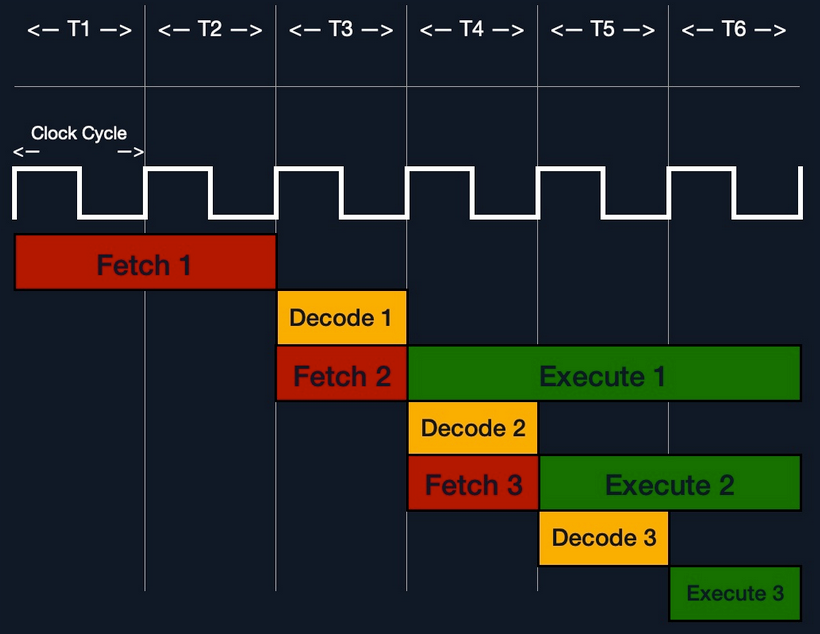 <— T1 —> <— T2 —> <— T3 —> <— T4 —> <— T5 —> <— T6 —>
Clock Cycle
<— —>
Fetch 1
Decode 1
Fetch 2 Execute 1
Decode 2
Fetch 3 Execute 2
Decode 3
Execute 3